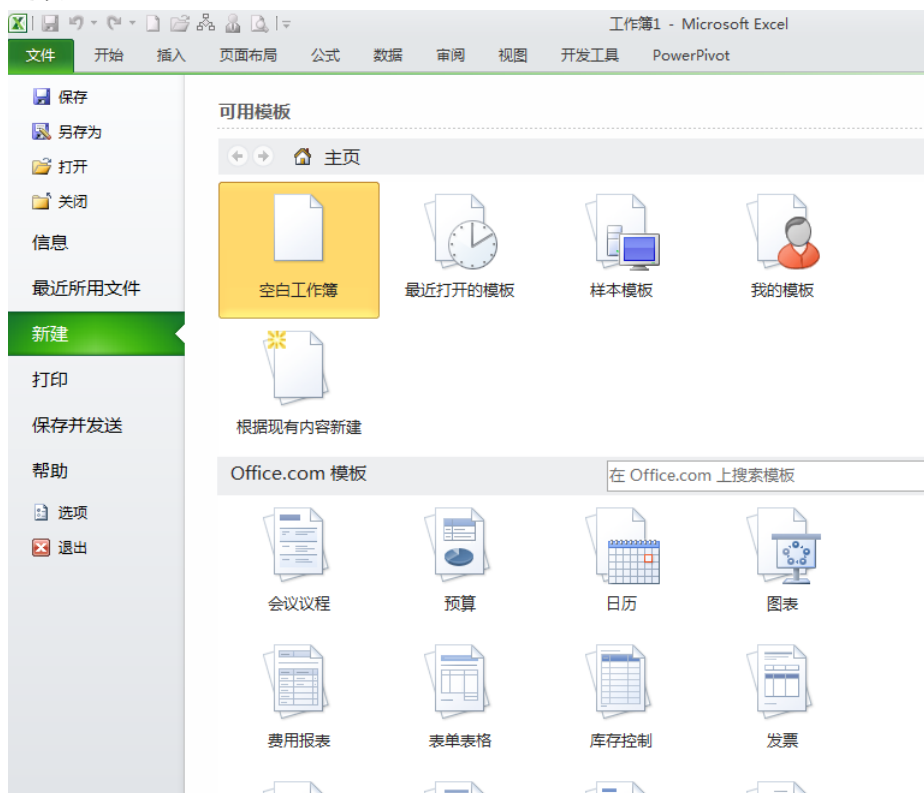 工作簿1 - Microsoft Excel
文件 开始 插入 页面布局 公式 数据 审阅 视图 开发工具 PowerPivot
保存
另存为
打开
关闭
信息
最近所用文件
新建
打印
保存并发送
帮助
选项
退出
可用模板
主页
空白工作簿 最近打开的模板 样本模板 我的模板
根据现有内容新建
Office.com 模板 在 Office.com 上搜索模板
会议议程 预算 日历 图表
费用报表 表单表格 库存控制 发票